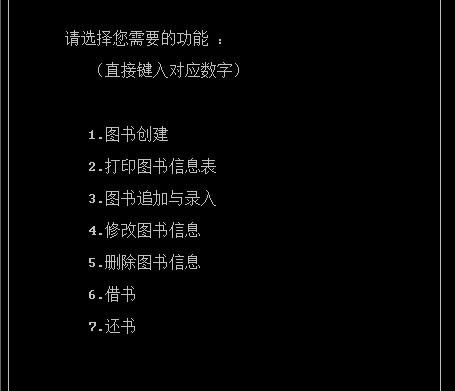 请选择您需要的功能 ：
（直接键入对应数字）
1.图书创建
2.打印图书信息表
3.图书追加与录入
4.修改图书信息
5.删除图书信息
6.借书
7.还书